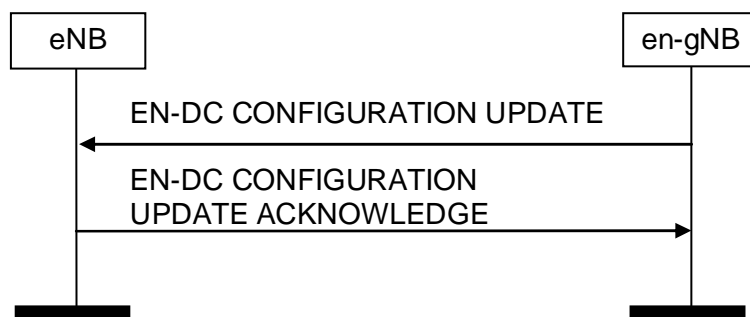 eNB
en-gNB
EN-DC CONFIGURATION UPDATE
EN-DC CONFIGURATION
UPDATE ACKNOWLEDGE